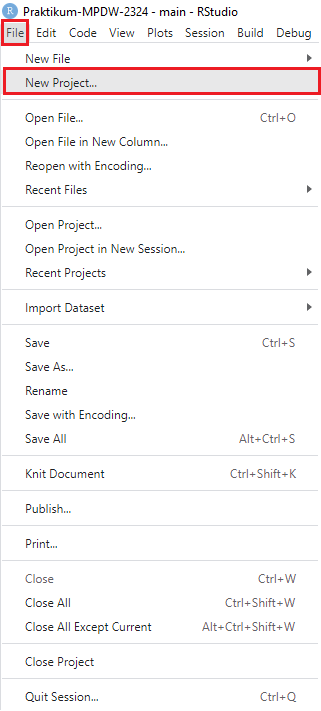 R Praktikum-MPDW-2324 - main - RStudio
File Edit Code View Plots Session Build Debug
New File
New Project...
Open File... Ctrl+O
Open File in New Column...
Reopen with Encoding...
Recent Files
Open Project...
Open Project in New Session...
Recent Projects
Import Dataset
Save Ctrl+S
Save As...
Rename
Save with Encoding...
Save All Alt+Ctrl+S
Knit Document Ctrl+Shift+K
Publish...
Print...
Close Ctrl+W
Close All Ctrl+Shift+W
Close All Except Current Alt+Ctrl+Shift+W
Close Project
Quit Session... Ctrl+Q